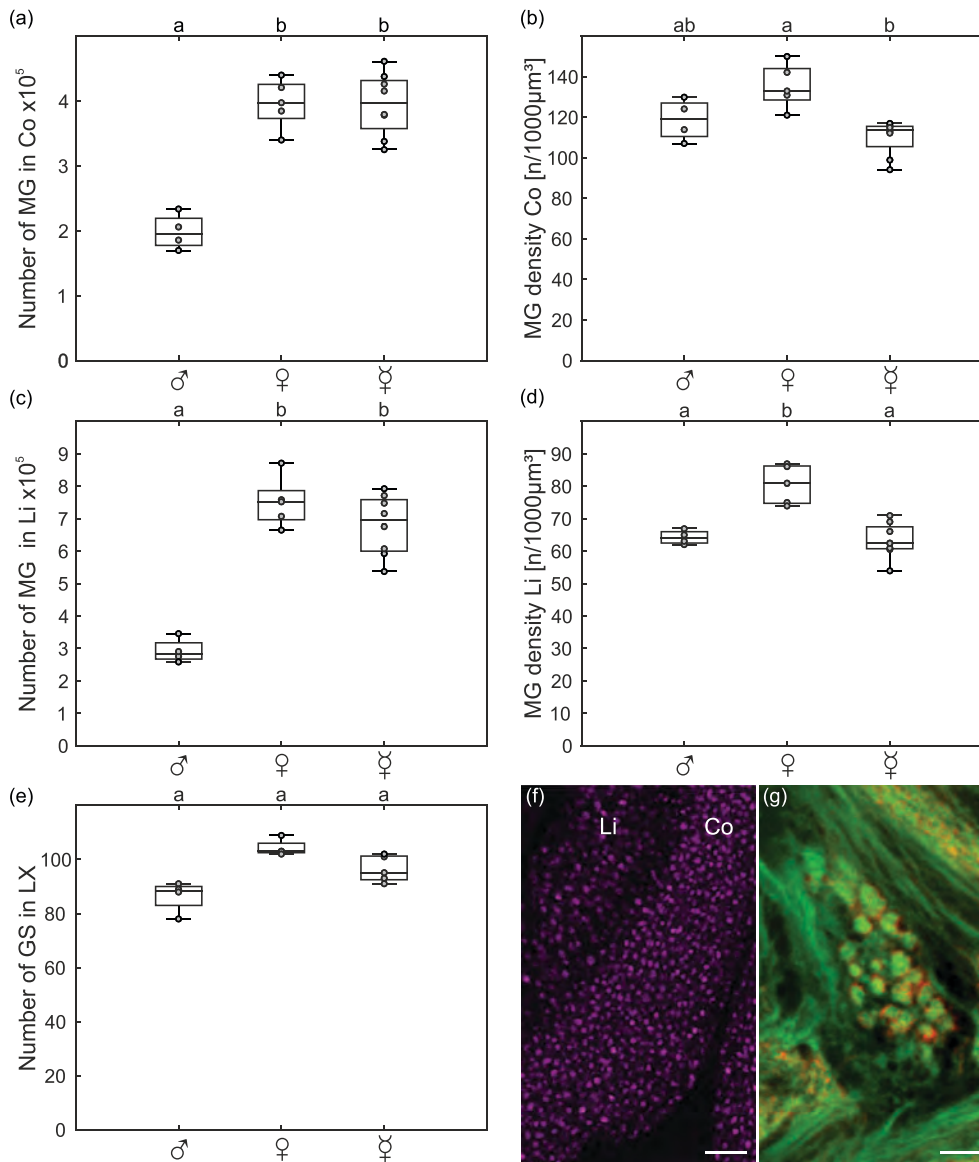 (a)
a b b
Number of MG in Co x10⁵
4
3
2
1
0
♂ ♀ ☿
(b)
ab a b
MG density Co [n/1000µm³]
140
120
100
80
60
40
20
0
♂ ♀ ☿
(c)
a b b
Number of MG in Li x10⁵
9
8
7
6
5
4
3
2
1
0
♂ ♀ ☿
(d)
a b a
MG density Li [n/1000µm³]
90
80
70
60
50
40
30
20
10
0
♂ ♀ ☿
(e)
a a a
Number of GS in LX
100
80
60
40
20
0
♂ ♀ ☿
(f)
Li Co
(g)